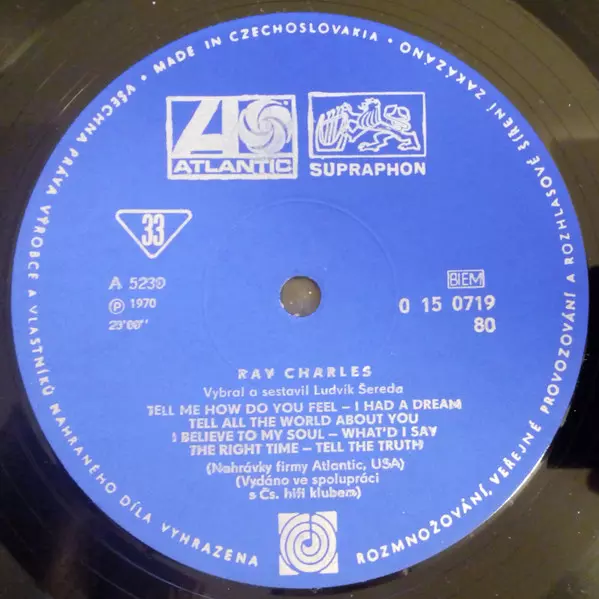 • MADE IN CZECHOSLOVAKIA •
VŠECHNA PRÁVA VÝROBCE A VLASTNÍKŮ NAHRANÉHO DÍLA VYHRAZENA
ROZMNOŽOVÁNÍ, VEŘEJNÉ PROVOZOVÁNÍ A ROZHLASOVÉ ŠÍŘENÍ ZAKÁZÁNO
ATLANTIC
SUPRAPHON
33
A 5230
℗ 1970
23'00"
BIEM
0 15 0719
80
RAY CHARLES
Vybral a sestavil Ludvík Šereda
TELL ME HOW DO YOU FEEL – I HAD A DREAM
TELL ALL THE WORLD ABOUT YOU
I BELIEVE TO MY SOUL – WHAT'D I SAY
THE RIGHT TIME – TELL THE TRUTH
(Nahrávky firmy Atlantic, USA)
(Vydáno ve spolupráci
s Čs. hifi klubem)